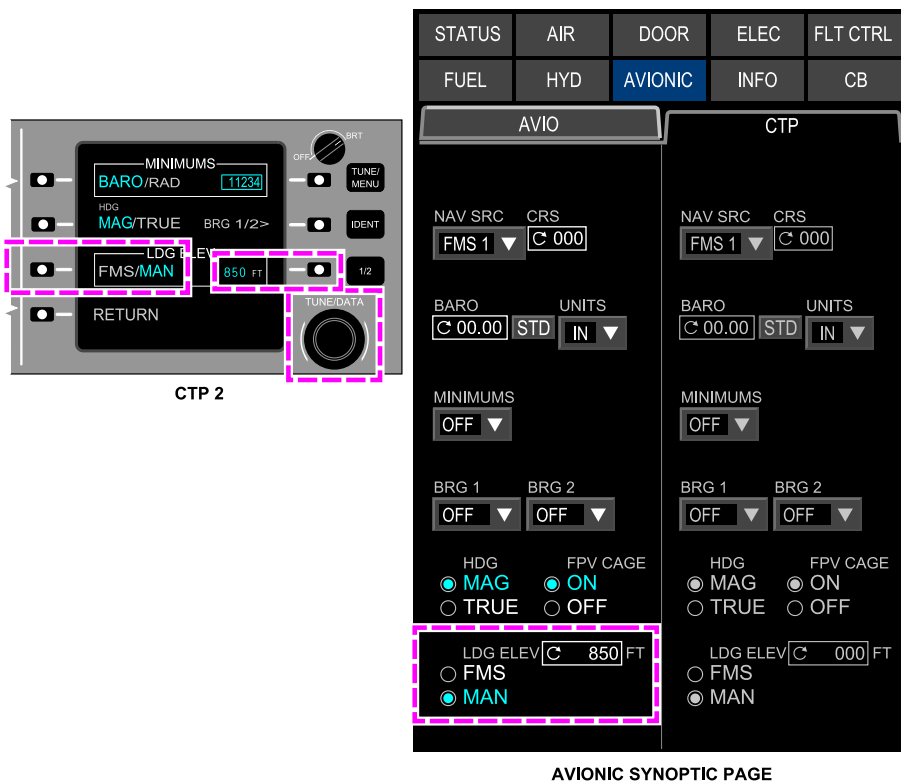 BRT
OFF
MINIMUMS
BARO/RAD 11234
TUNE/
MENU
HDG
MAG/TRUE BRG 1/2>
IDENT
LDG ELEV
FMS/MAN 850 FT
1/2
RETURN
TUNE/DATA
CTP 2
STATUS AIR DOOR ELEC FLT CTRL
FUEL HYD AVIONIC INFO CB
AVIO CTP
NAV SRC CRS NAV SRC CRS
FMS 1 000 FMS 1 000
BARO UNITS BARO UNITS
00.00 STD IN 00.00 STD IN
MINIMUMS MINIMUMS
OFF OFF
BRG 1 BRG 2 BRG 1 BRG 2
OFF OFF OFF OFF
HDG FPV CAGE HDG FPV CAGE
MAG ON MAG ON
TRUE OFF TRUE OFF
LDG ELEV 850 FT LDG ELEV 000 FT
FMS FMS
MAN MAN
AVIONIC SYNOPTIC PAGE